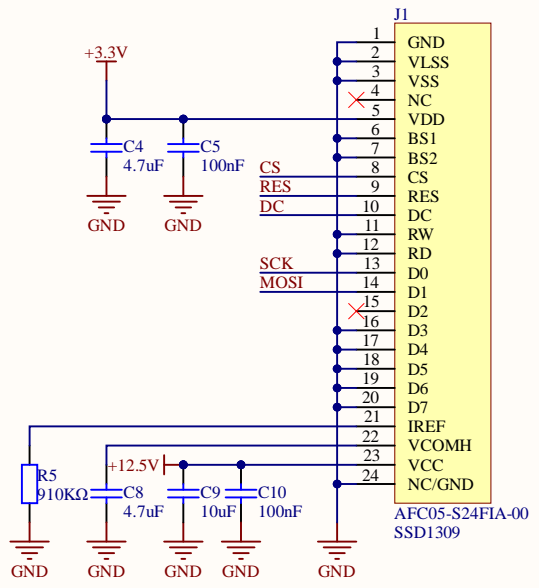 J1
1 GND
+3.3V
2 VLSS
3 VSS
4 NC
5 VDD
6 BS1
C4 C5
7 BS2
4.7uF 100nF
CS 8 CS
RES 9 RES
DC 10 DC
GND GND
11 RW
12 RD
SCK 13 D0
MOSI 14 D1
15 D2
16 D3
17 D4
18 D5
19 D6
20 D7
21 IREF
22 VCOMH
+12.5V 23 VCC
R5
24 NC/GND
910KΩ C8 C9 C10
4.7uF 10uF 100nF
AFC05-S24FIA-00
SSD1309
GND GND GND GND GND